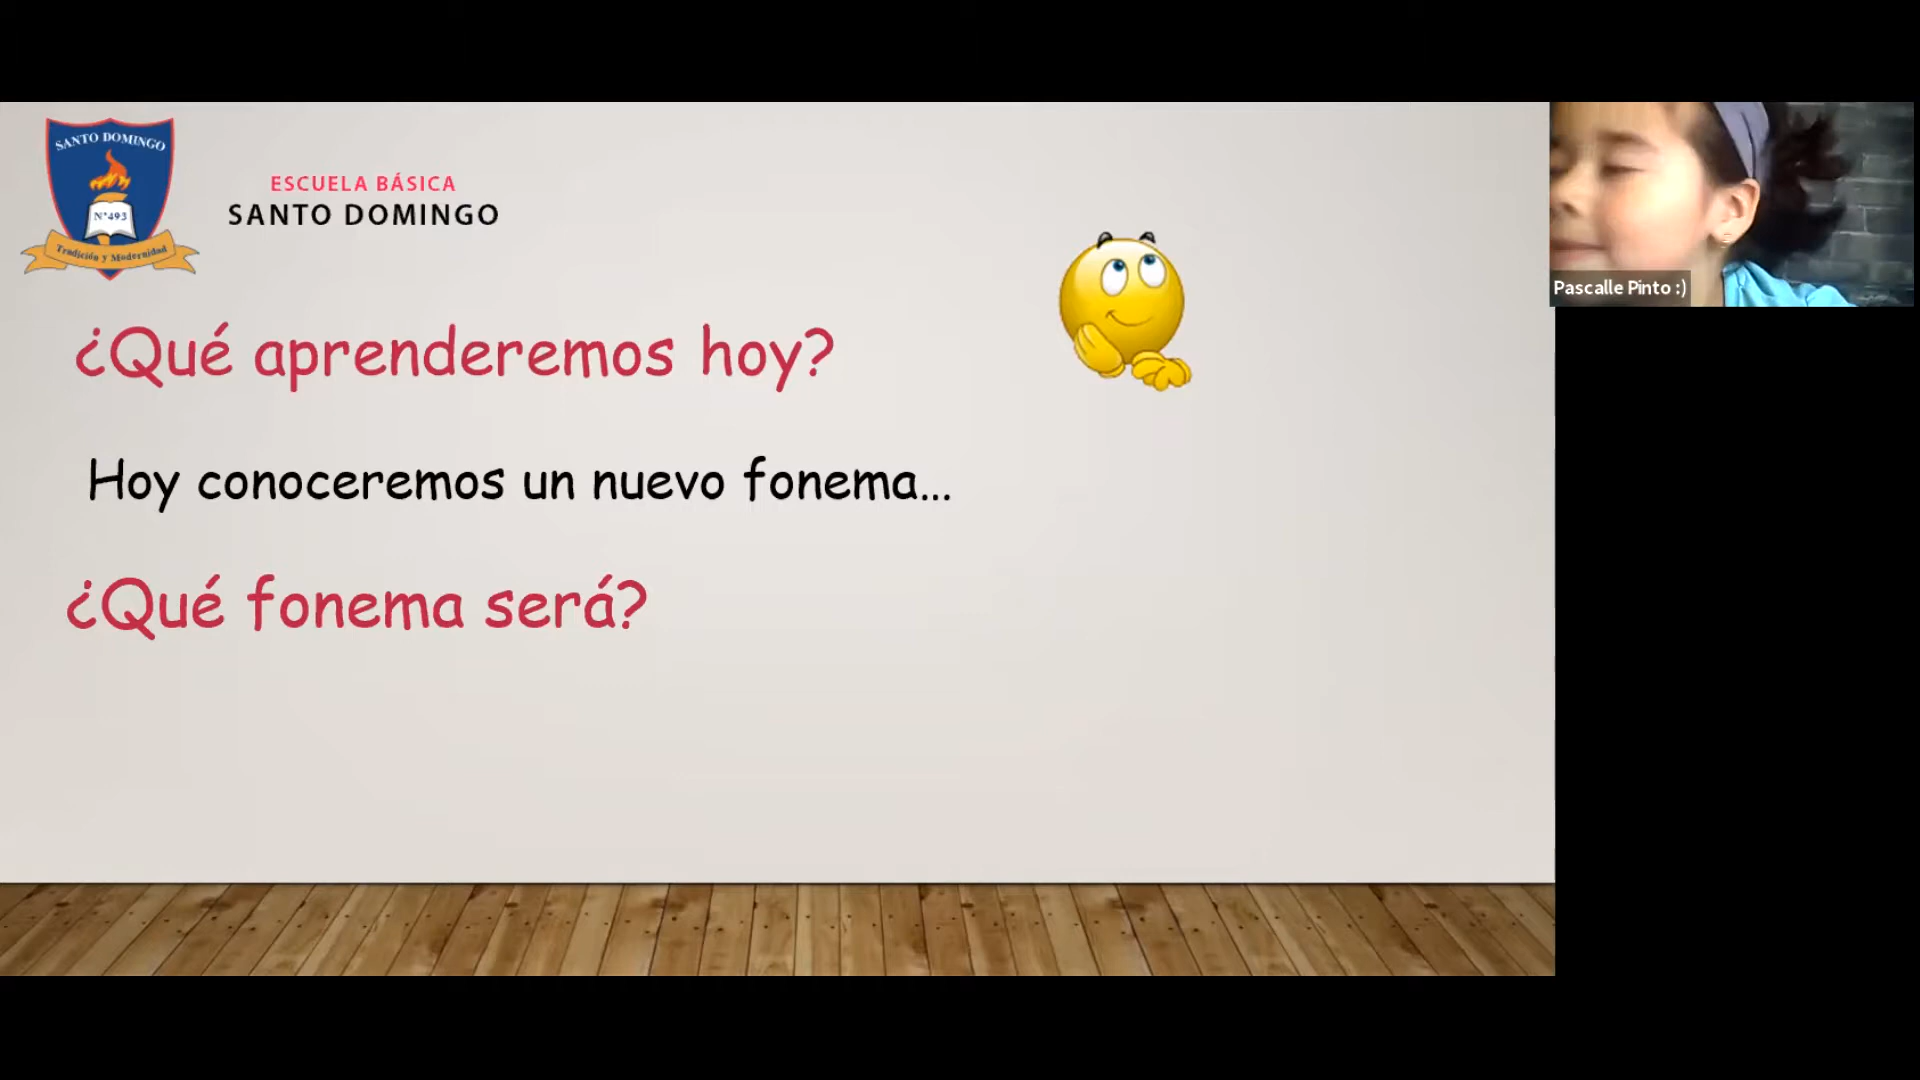 SANTO DOMINGO
N°493
Tradición y Modernidad
ESCUELA BÁSICA
SANTO DOMINGO
¿Qué aprenderemos hoy?
Hoy conoceremos un nuevo fonema...
¿Qué fonema será?
Pascalle Pinto :)